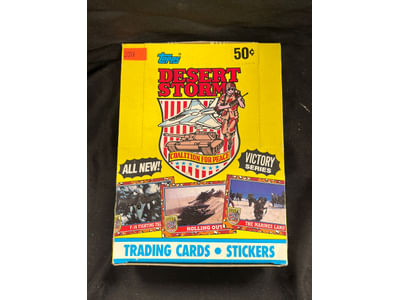 Topps
50¢
DESERT
STORM
COALITION FOR PEACE
ALL NEW!
VICTORY
SERIES
ROLLING OUT
THE MARINES LAND
TRADING CARDS • STICKERS